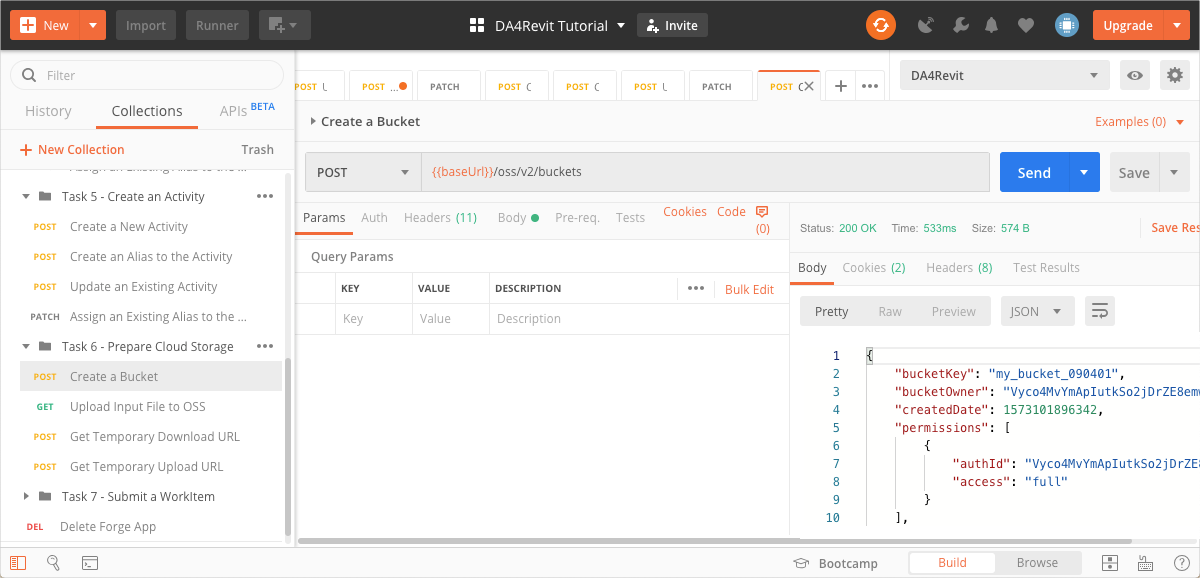 New
Import
Runner
DA4Revit Tutorial
Invite
Upgrade
Filter
History
Collections
APIs BETA
New Collection
Trash
Assign an Existing Alias to the ...
Task 5 - Create an Activity
POST Create a New Activity
POST Create an Alias to the Activity
POST Update an Existing Activity
PATCH Assign an Existing Alias to the ...
Task 6 - Prepare Cloud Storage
POST Create a Bucket
GET Upload Input File to OSS
POST Get Temporary Download URL
POST Get Temporary Upload URL
Task 7 - Submit a WorkItem
DEL Delete Forge App
POST
POST ...
PATCH
POST C
POST C
POST
PATCH
POST
DA4Revit
Create a Bucket
Examples (0)
POST
{{baseUrl}}/oss/v2/buckets
Send
Save
Params
Auth
Headers (11)
Body
Pre-req.
Tests
Cookies
Code
(0)
Query Params
KEY
VALUE
DESCRIPTION
Bulk Edit
Key
Value
Description
Status: 200 OK
Time: 533ms
Size: 574 B
Save Res
Body
Cookies (2)
Headers (8)
Test Results
Pretty
Raw
Preview
JSON
1 {
2 "bucketKey": "my_bucket_090401",
3 "bucketOwner": "Vyco4MvYmApIutkSo2jDrZE8emv
4 "createdDate": 1573101896342,
5 "permissions": [
6 {
7 "authId": "Vyco4MvYmApIutkSo2jDrZE8
8 "access": "full"
9 }
10 ],
Bootcamp
Build
Browse